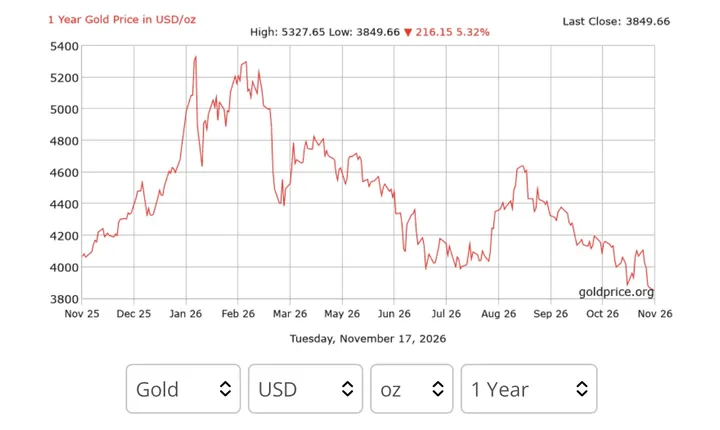 1 Year Gold Price in USD/oz
High: 5327.65 Low: 3849.66 ▼ 216.15 5.32%
Last Close: 3849.66
5400
5200
5000
4800
4600
4400
4200
4000
3800
goldprice.org
Nov 25 Dec 25 Jan 26 Feb 26 Mar 26 May 26 Jun 26 Jul 26 Aug 26 Sep 26 Oct 26 Nov 26
Tuesday, November 17, 2026
Gold USD oz 1 Year